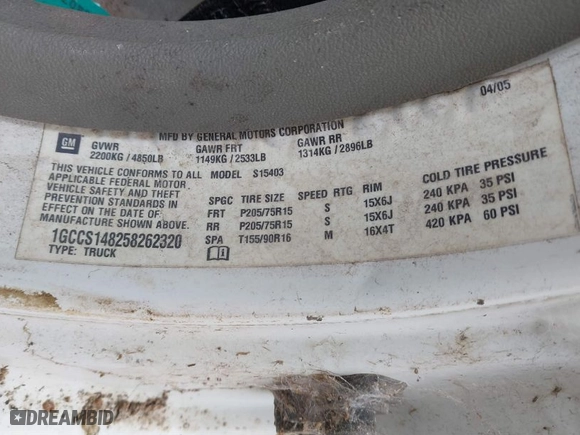 04/05
MFD BY GENERAL MOTORS CORPORATION
GM GVWR GAWR FRT GAWR RR
2200KG / 4850LB 1149KG / 2533LB 1314KG / 2896LB
THIS VEHICLE CONFORMS TO ALL MODEL S15403
APPLICABLE FEDERAL MOTOR
VEHICLE SAFETY AND THEFT
PREVENTION STANDARDS IN
EFFECT ON THE DATE OF
MANUFACTURE SHOWN ABOVE.
1GCCS148258262320
TYPE: TRUCK
SPGC TIRE SIZE SPEED RTG RIM COLD TIRE PRESSURE
FRT P205/75R15 S 15X6J 240 KPA 35 PSI
RR P205/75R15 S 15X6J 240 KPA 35 PSI
SPA T155/90R16 M 16X4T 420 KPA 60 PSI
DREAMBID